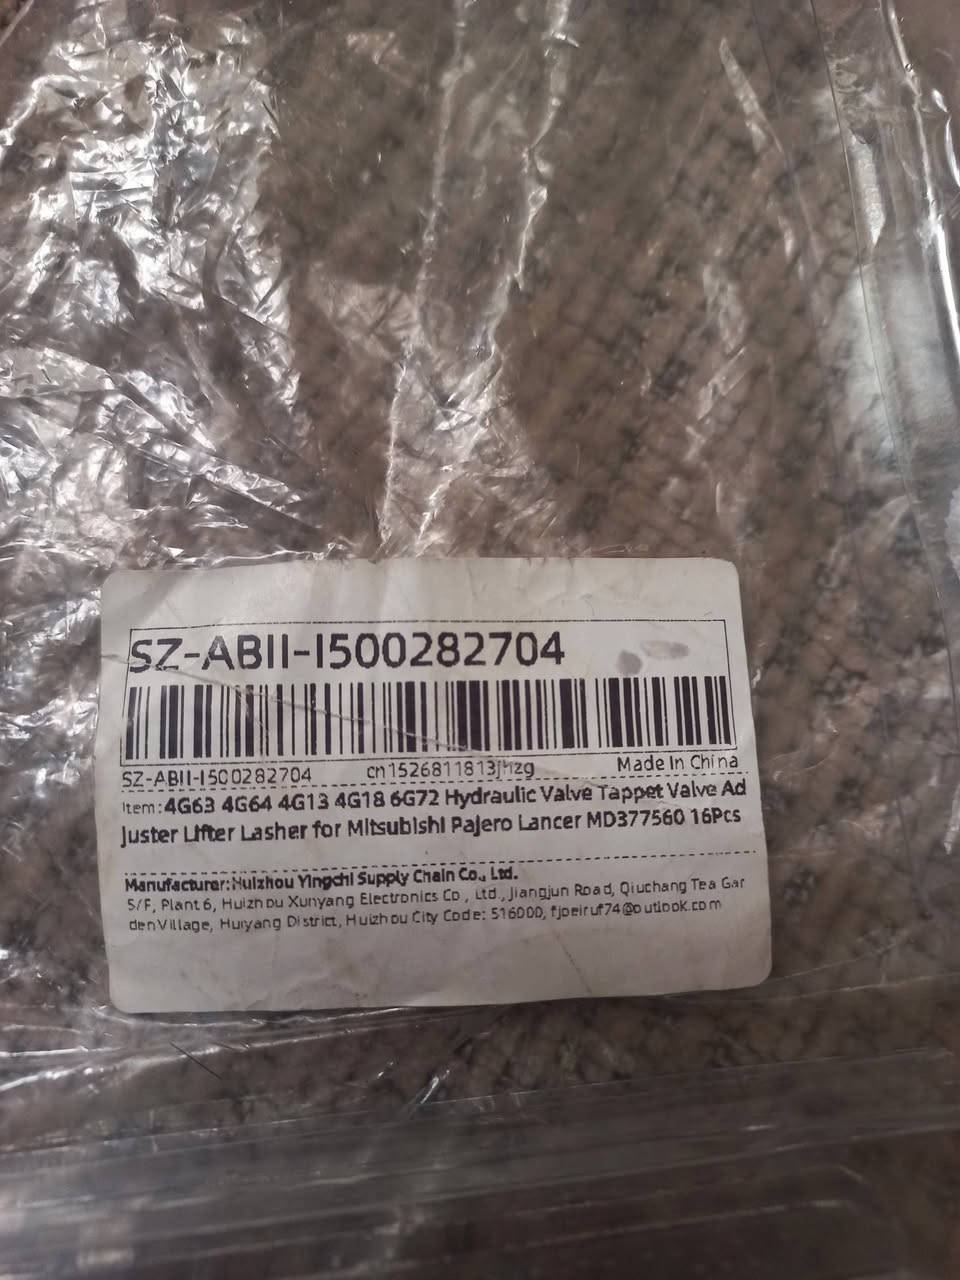 SZ-ABII-I500282704
SZ-ABII-I500282704 cn1526811813jhzg Made In China
Item:4G63 4G64 4G13 4G18 6G72 Hydraulic Valve Tappet Valve Ad
juster Lifter Lasher for Mitsubishi Pajero Lancer MD377560 16Pcs
Manufacturer:Huizhou Yingchi Supply Chain Co., Ltd.
5/F, Plant 6, Huizhou Xunyang Electronics Co., Ltd., Jiangjun Road, Qiuchang Tea Gar
denVillage, Huiyang District, Huizhou City Code: 516000, fjoeiruf74@outlook.com